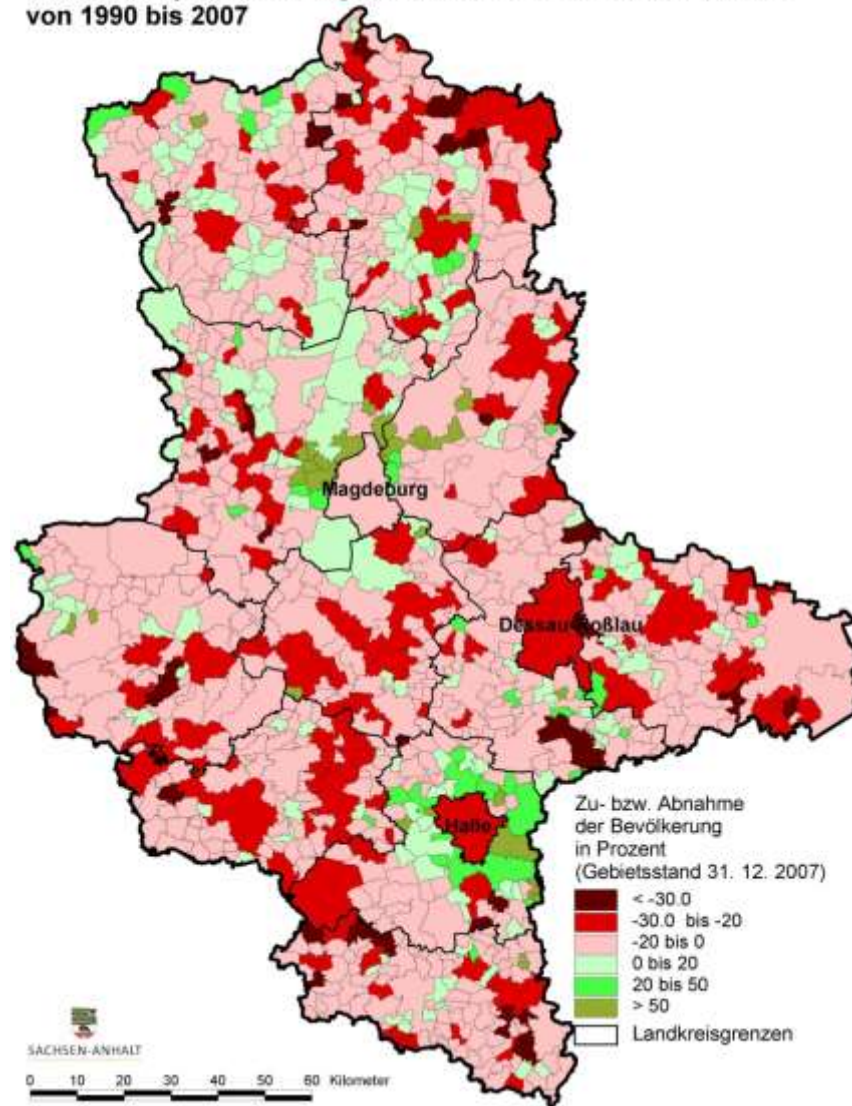 von 1990 bis 2007
Magdeburg
Dessau-Roßlau
Halle
Zu- bzw. Abnahme
der Bevölkerung
in Prozent
(Gebietsstand 31. 12. 2007)
< -30.0
-30.0 bis -20
-20 bis 0
0 bis 20
20 bis 50
> 50
Landkreisgrenzen
SACHSEN-ANHALT
0 10 20 30 40 50 60 Kilometer